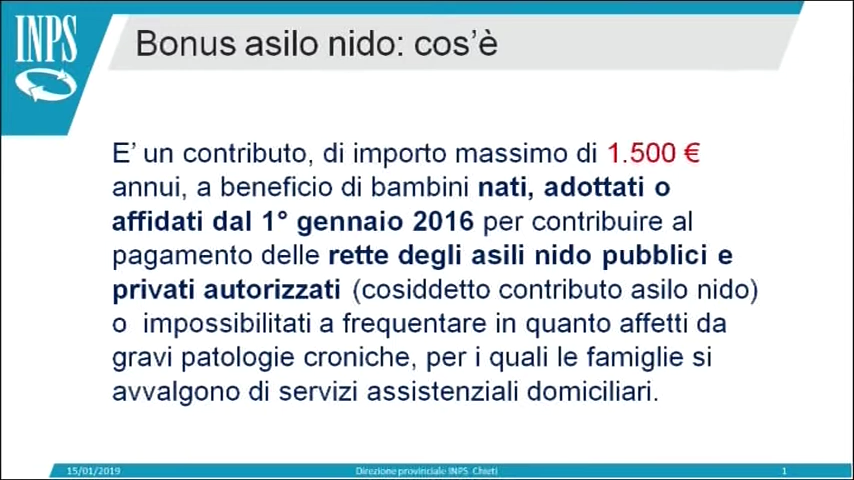 INPS
Bonus asilo nido: cos'è
E' un contributo, di importo massimo di 1.500 €
annui, a beneficio di bambini nati, adottati o
affidati dal 1° gennaio 2016 per contribuire al
pagamento delle rette degli asili nido pubblici e
privati autorizzati (cosiddetto contributo asilo nido)
o  impossibilitati a frequentare in quanto affetti da
gravi patologie croniche, per i quali le famiglie si
avvalgono di servizi assistenziali domiciliari.
15/01/2019
Direzione provinciale INPS Chieti
1